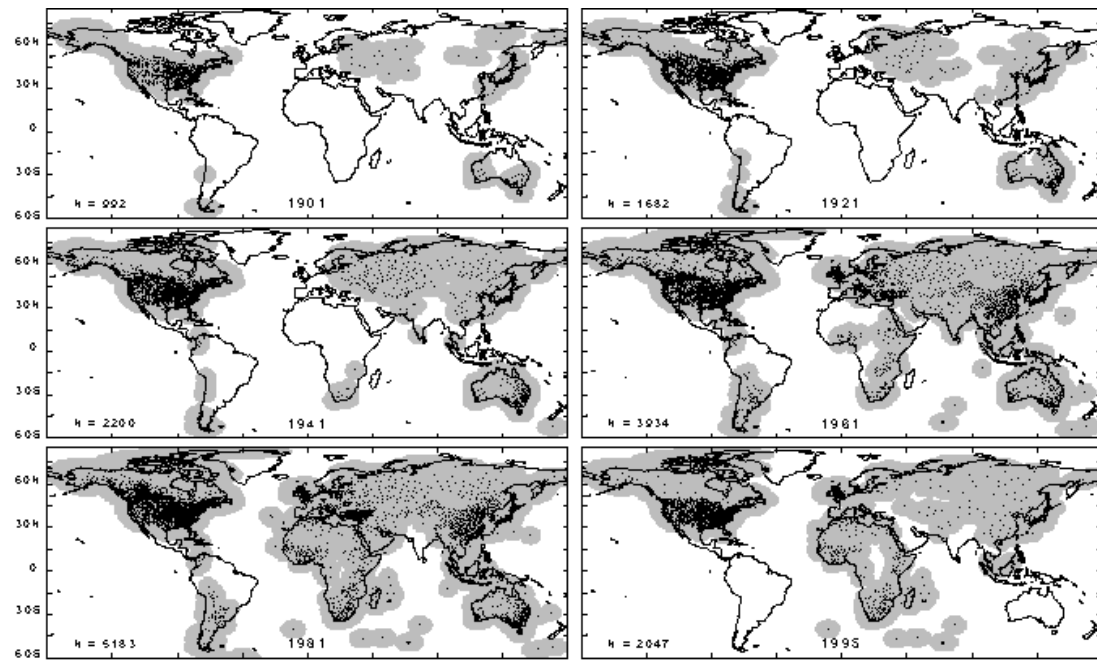 60N
30N
0
30S
60S
N = 992 1901
N = 1682 1921
60N
30N
0
30S
60S
N = 2200 1941
N = 3934 1961
60N
30N
0
30S
60S
N = 6183 1981
N = 2047 1995